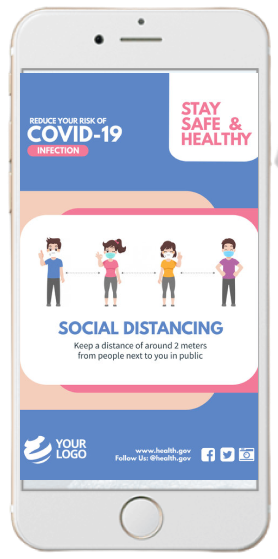 REDUCE YOUR RISK OF
COVID-19
INFECTION
STAY
SAFE &
HEALTHY
SOCIAL DISTANCING
Keep a distance of around 2 meters
from people next to you in public
YOUR
LOGO
www.health.gov
Follow Us: @health.gov